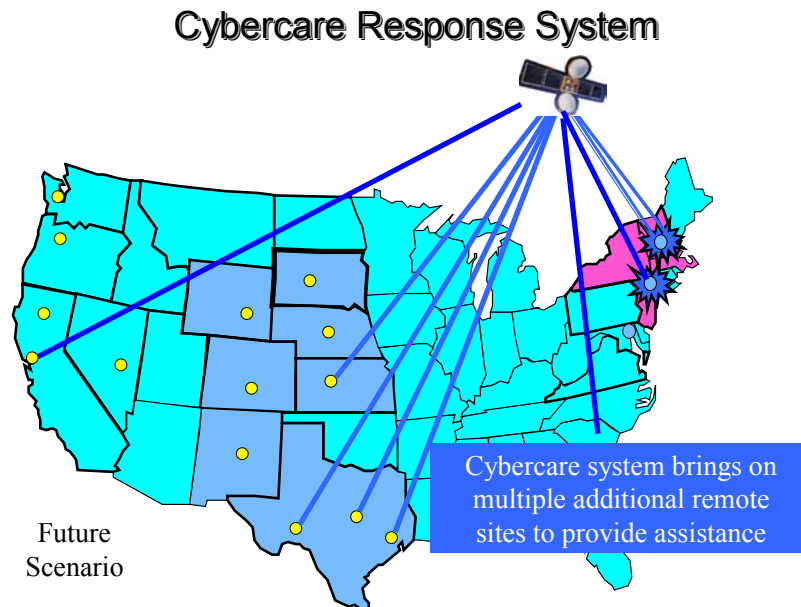 Cybercare Response System
Cybercare system brings on
multiple additional remote
sites to provide assistance
Future
Scenario